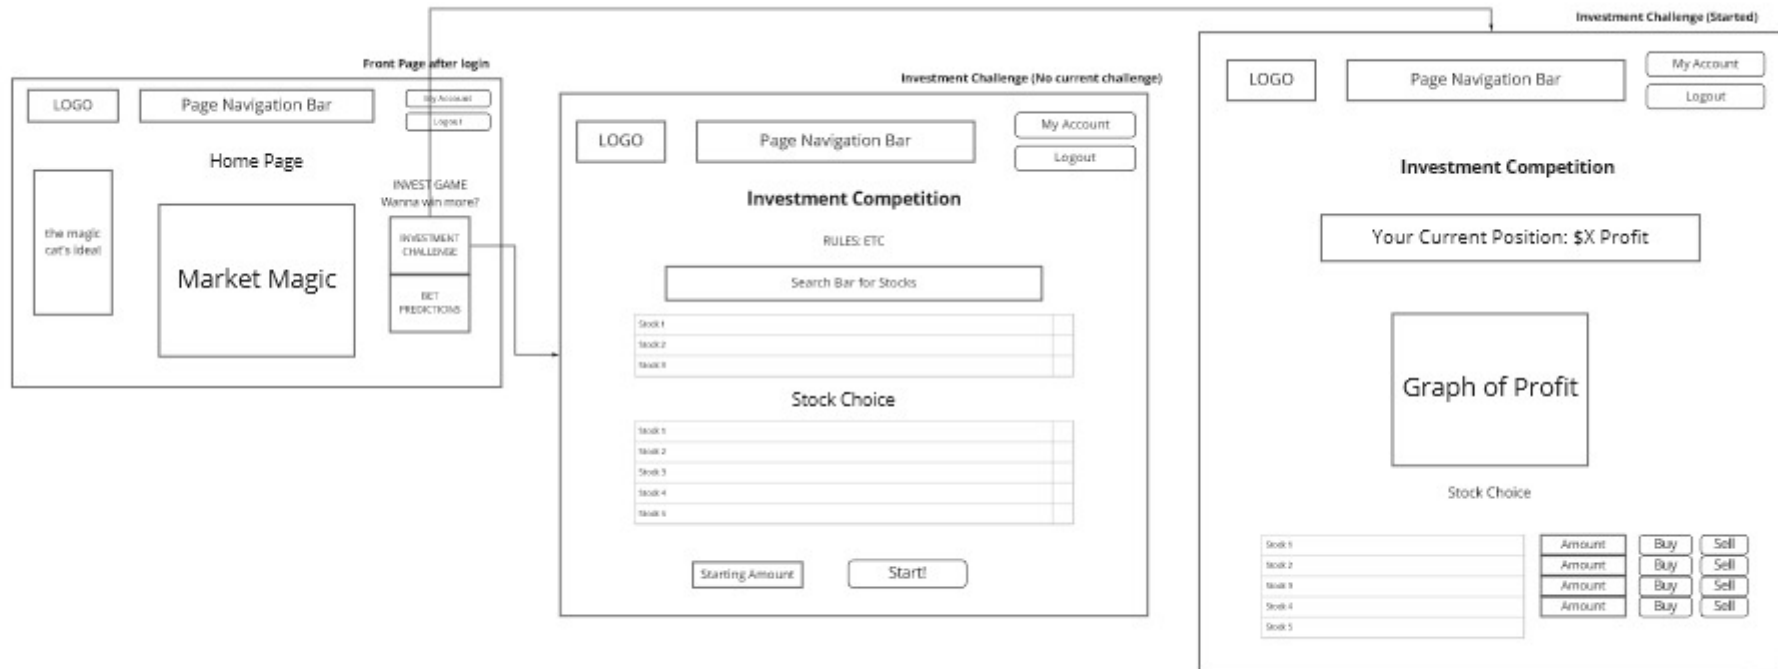 Front Page after login
LOGO
Page Navigation Bar
My Account
Logout
Home Page
the magic
cat's idea!
Market Magic
INVEST GAME
Wanna win more?
INVESTMENT
CHALLENGE
BET
PREDICTIONS
Investment Challenge (No current challenge)
LOGO
Page Navigation Bar
My Account
Logout
Investment Competition
RULES: ETC
Search Bar for Stocks
Stock 1
Stock 2
Stock
Stock Choice
Stock 1
Stock 2
Stock 3
Stock 4
Stock 5
Starting Amount
Start!
Investment Challenge (Started)
LOGO
Page Navigation Bar
My Account
Logout
Investment Competition
Your Current Position: $X Profit
Graph of Profit
Stock Choice
Stock 1
Amount
Buy
Sell
Stock 2
Amount
Buy
Sell
Stock 3
Amount
Buy
Sell
Stock 4
Amount
Buy
Sell
Stock 5